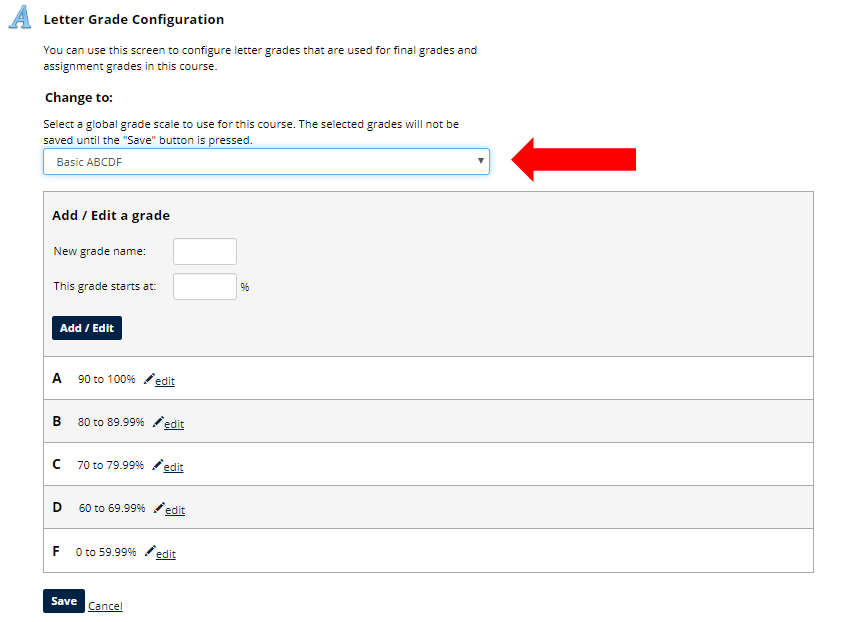 A
Letter Grade Configuration
You can use this screen to configure letter grades that are used for final grades and
assignment grades in this course.
Change to:
Select a global grade scale to use for this course. The selected grades will not be
saved until the "Save" button is pressed.
Basic ABCDF
Add / Edit a grade
New grade name:
This grade starts at: %
Add / Edit
A 90 to 100% edit
B 80 to 89.99% edit
C 70 to 79.99% edit
D 60 to 69.99% edit
F 0 to 59.99% edit
Save Cancel